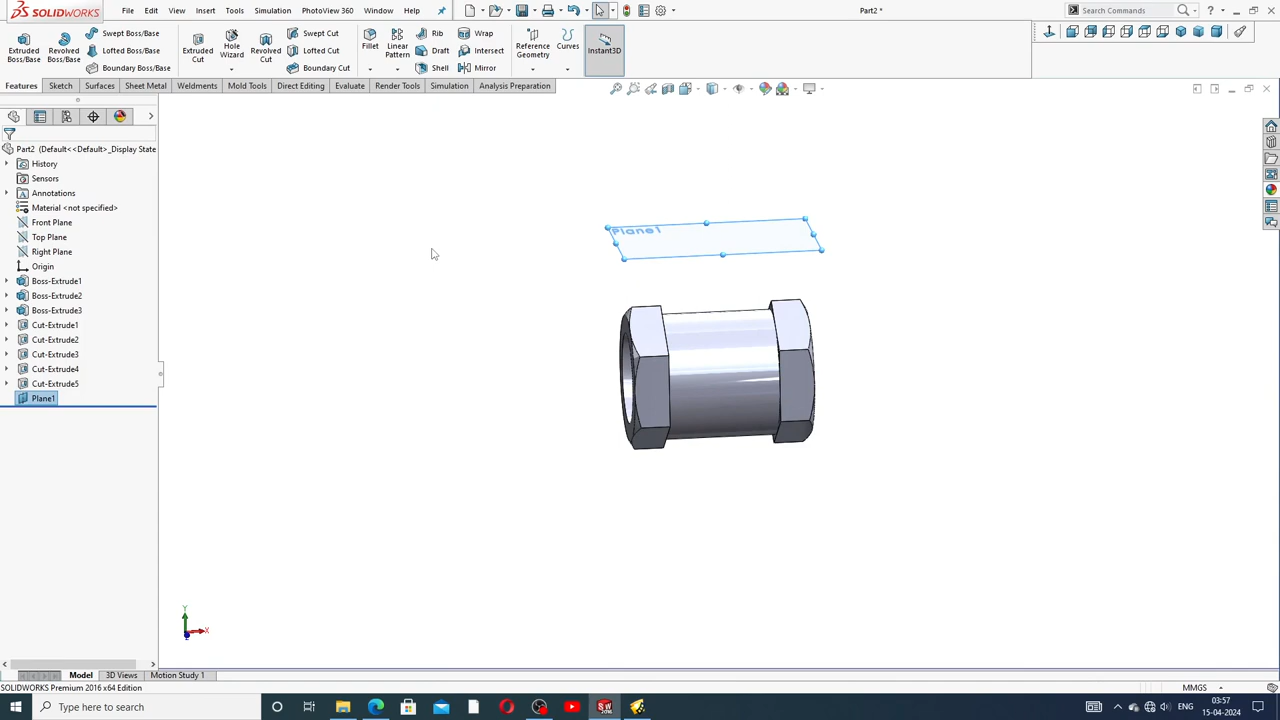 SOLIDWORKS File Edit View Insert Tools Simulation PhotoView 360 Window Help Part2 * Search Commands
Extruded Boss/Base
Revolved Boss/Base
Swept Boss/Base
Lofted Boss/Base
Boundary Boss/Base
Extruded Cut
Hole Wizard
Revolved Cut
Swept Cut
Lofted Cut
Boundary Cut
Fillet
Linear Pattern
Rib
Draft
Shell
Wrap
Intersect
Mirror
Reference Geometry
Curves
Instant3D
Features Sketch Surfaces Sheet Metal Weldments Mold Tools Direct Editing Evaluate Render Tools Simulation Analysis Preparation
Part2 (Default<<Default>_Display State
History
Sensors
Annotations
Material <not specified>
Front Plane
Top Plane
Right Plane
Origin
Boss-Extrude1
Boss-Extrude2
Boss-Extrude3
Cut-Extrude1
Cut-Extrude2
Cut-Extrude3
Cut-Extrude4
Cut-Extrude5
Plane1
Plane1
Y
X
Model 3D Views Motion Study 1
SOLIDWORKS Premium 2016 x64 Edition MMGS
Type here to search
ENG
03:57
15-04-2024